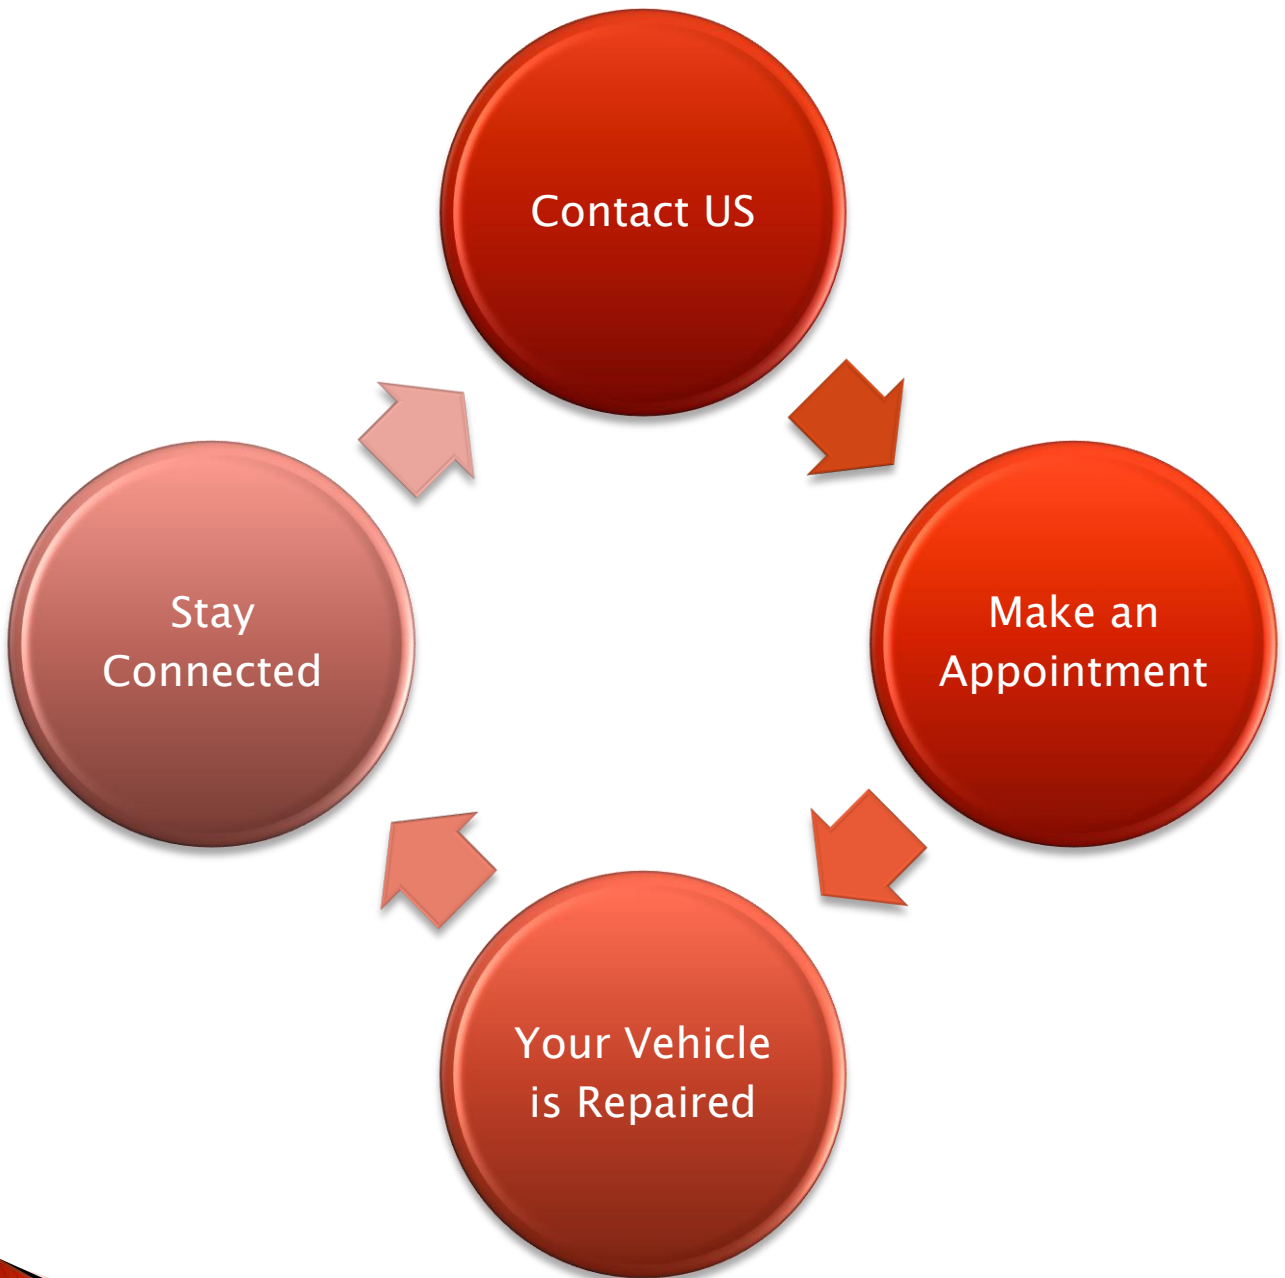 Contact US
Make an
Appointment
Your Vehicle
is Repaired
Stay
Connected